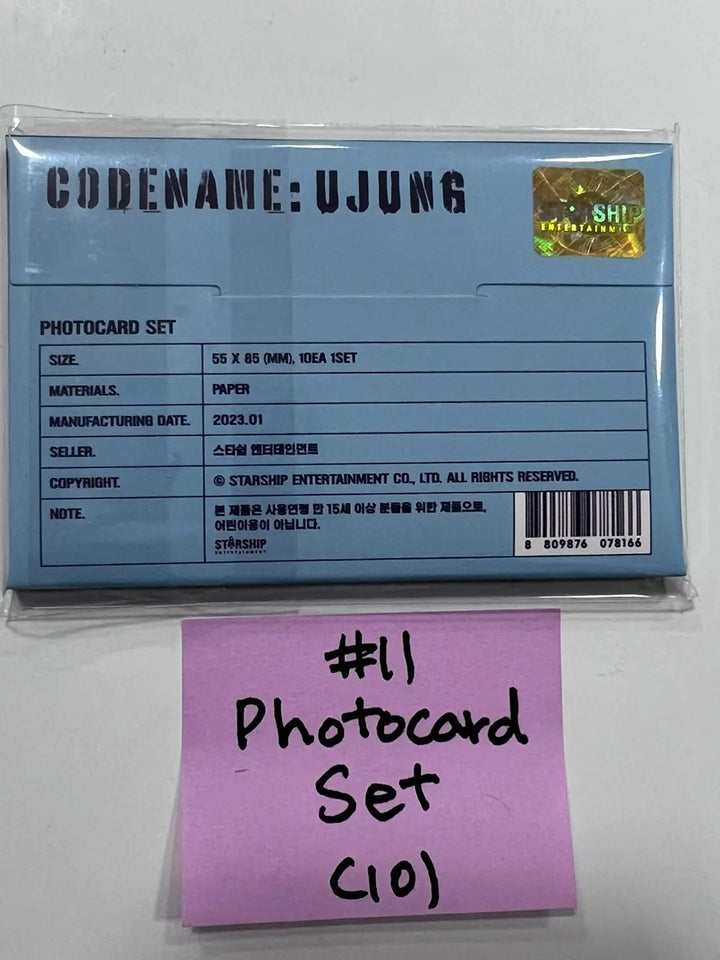 CODENAME: UJUNG
STARSHIP
ENTERTAINMENT
PHOTOCARD SET
SIZE. 55 X 85 (MM), 10EA 1SET
MATERIALS. PAPER
MANUFACTURING DATE. 2023.01
SELLER. 스타쉽 엔터테인먼트
COPYRIGHT. © STARSHIP ENTERTAINMENT CO., LTD. ALL RIGHTS RESERVED.
NOTE. 본 제품은 사용연령 만 15세 이상 분들을 위한 제품으로,
어린이용이 아닙니다.
STARSHIP
ENTERTAINMENT
8 809876 078166
#11
Photocard
Set
(10)